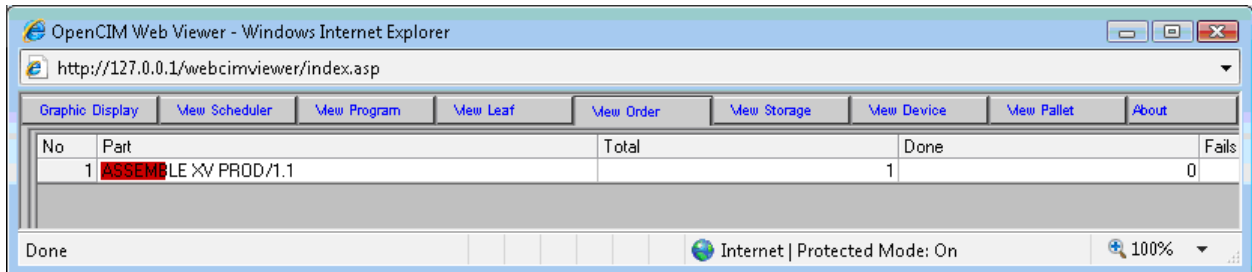 OpenCIM Web Viewer - Windows Internet Explorer
http://127.0.0.1/webcimviewer/index.asp
Graphic Display View Scheduler View Program View Leaf View Order View Storage View Device View Pallet About
No Part Total Done Fails
1 ASSEMBLE XV PROD/1.1 1 0
Done Internet | Protected Mode: On 100%